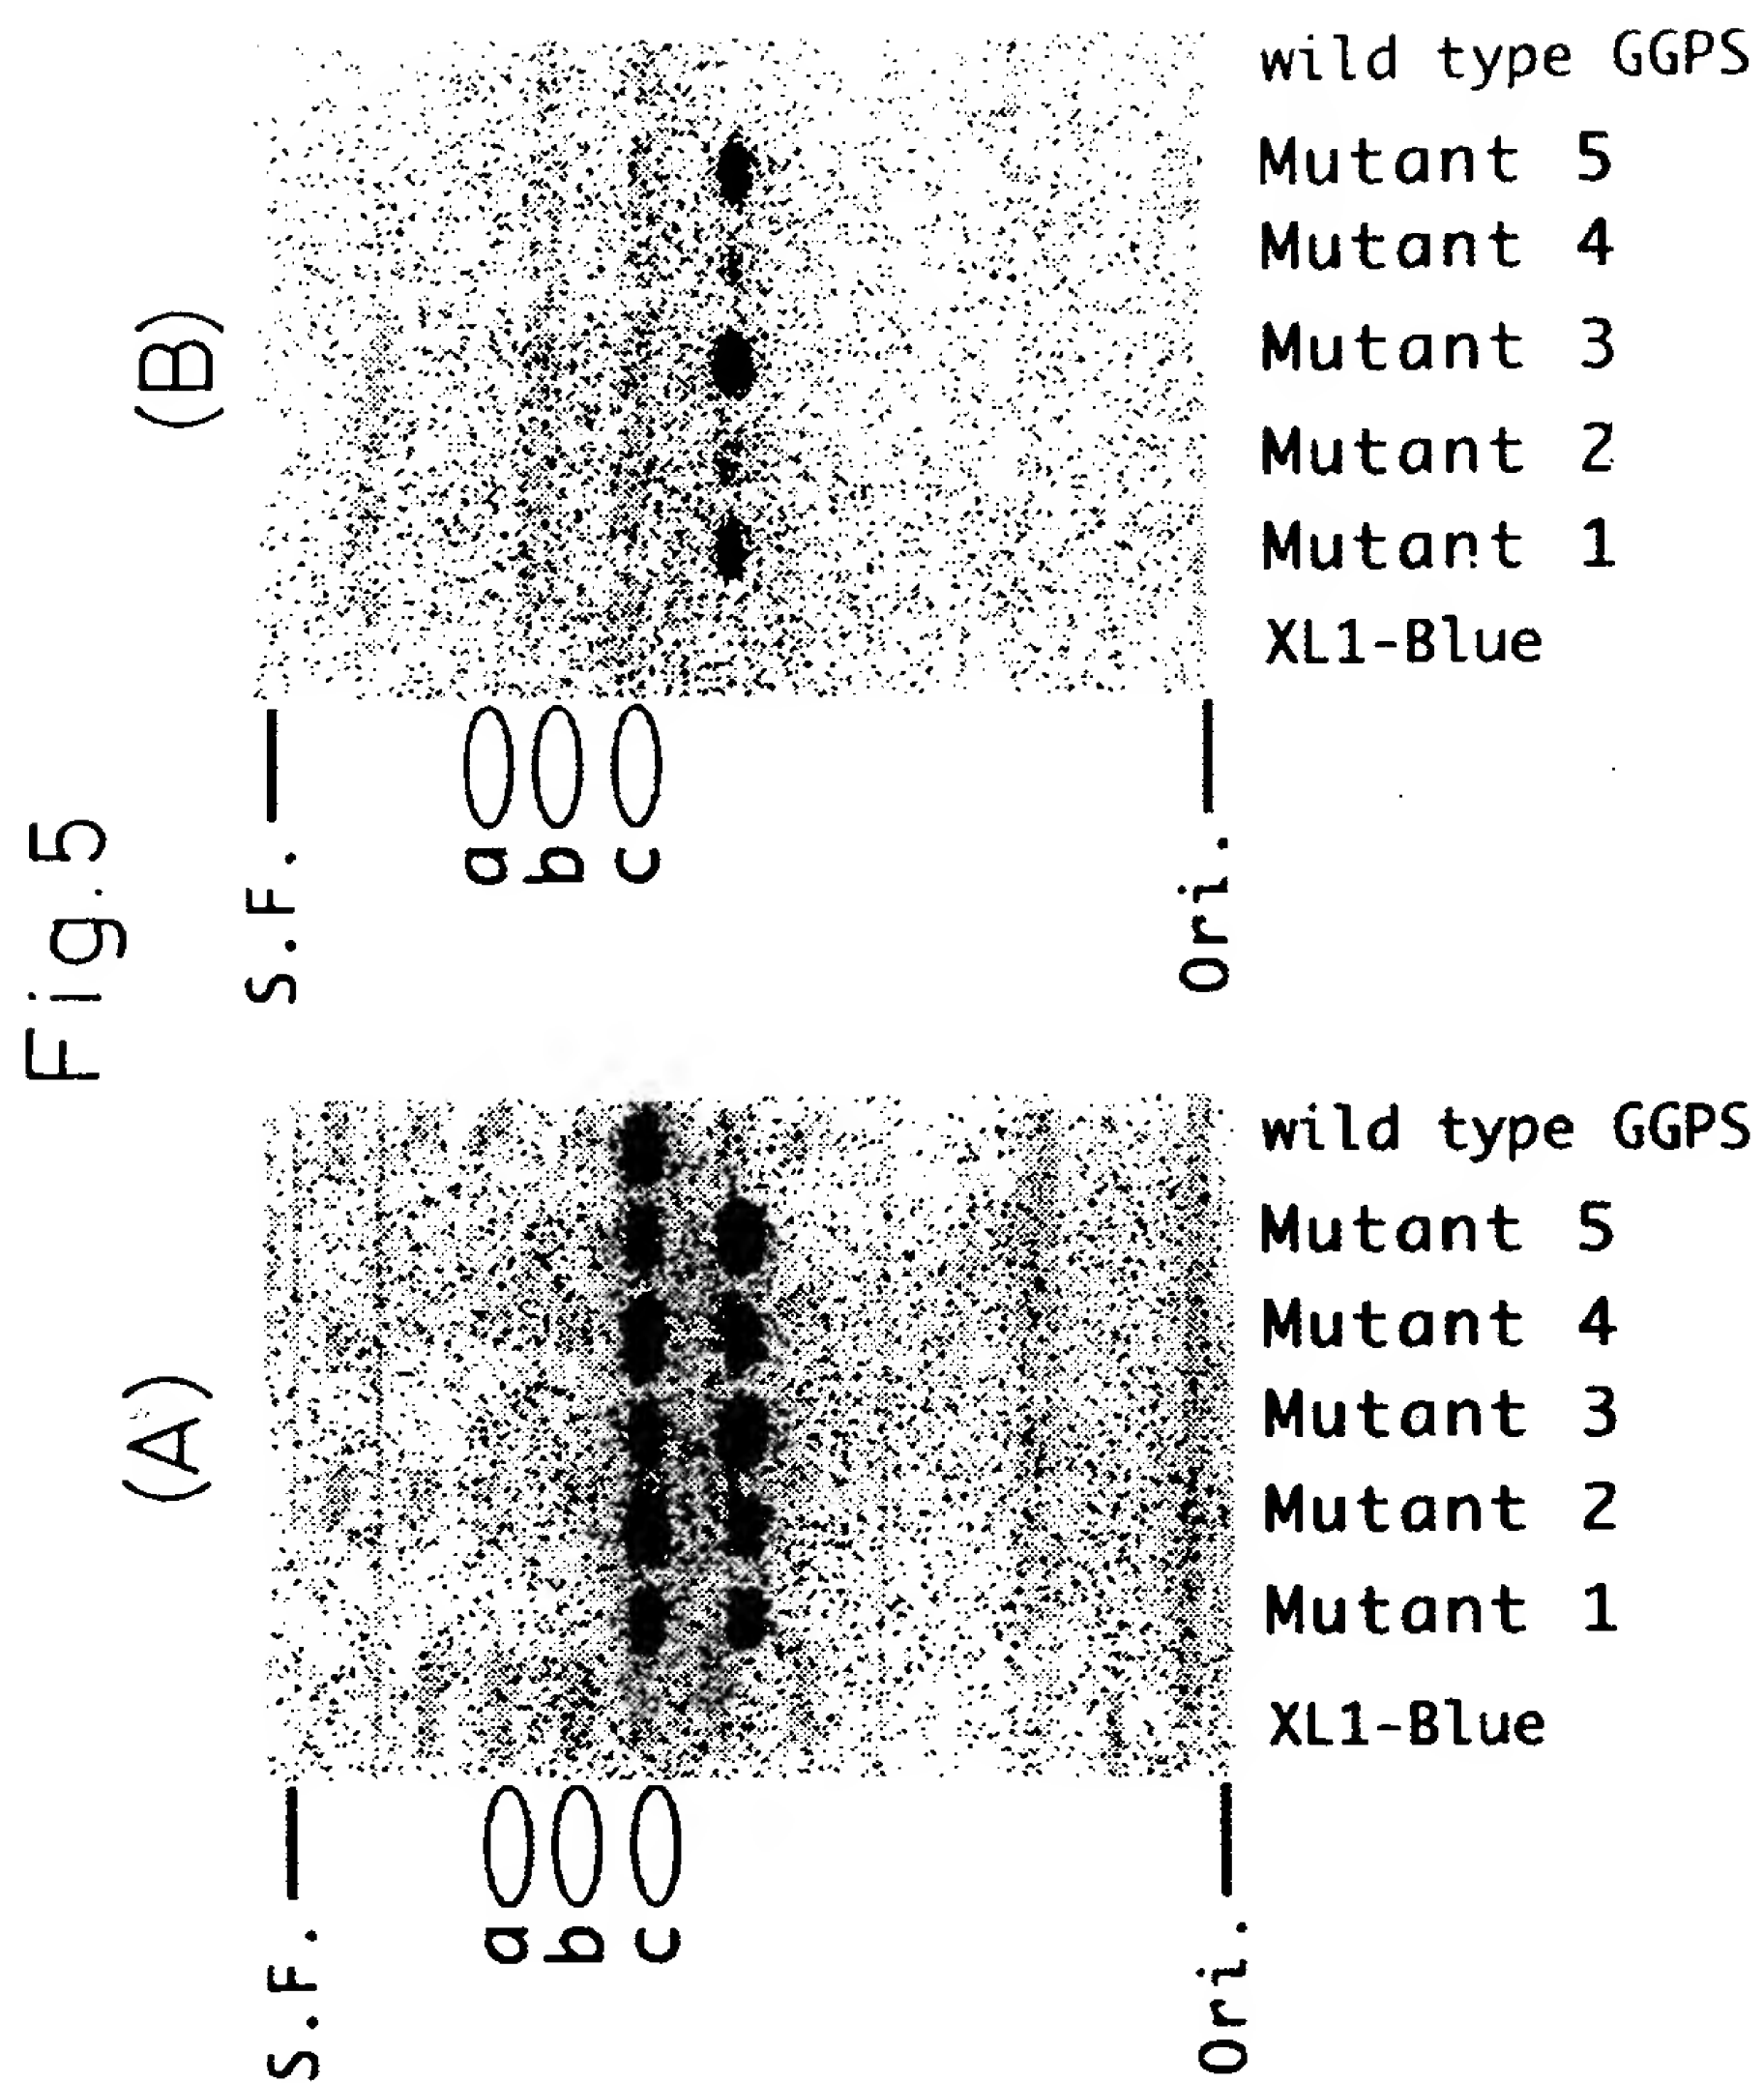 Fig.5
(A)
S.F.
a
b
c
Ori.
XL1-Blue
Mutant 1
Mutant 2
Mutant 3
Mutant 4
Mutant 5
wild type GGPS
(B)
S.F.
a
b
c
Ori.
XL1-Blue
Mutant 1
Mutant 2
Mutant 3
Mutant 4
Mutant 5
wild type GGPS